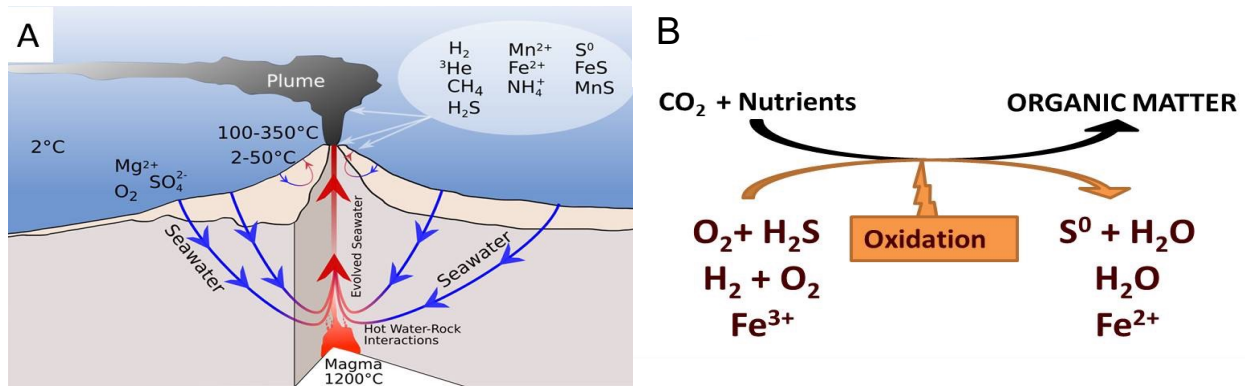 A
Plume
H₂ Mn²⁺ S⁰
³He Fe²⁺ FeS
CH₄ NH₄⁺ MnS
H₂S
100-350°C
2-50°C
2°C
Mg²⁺
O₂ SO₄²⁻
Seawater
Evolved Seawater
Seawater
Hot Water-Rock
Interactions
Magma
1200°C
B
CO₂ + Nutrients
ORGANIC MATTER
O₂+ H₂S
H₂ + O₂
Fe³⁺
Oxidation
S⁰ + H₂O
H₂O
Fe²⁺